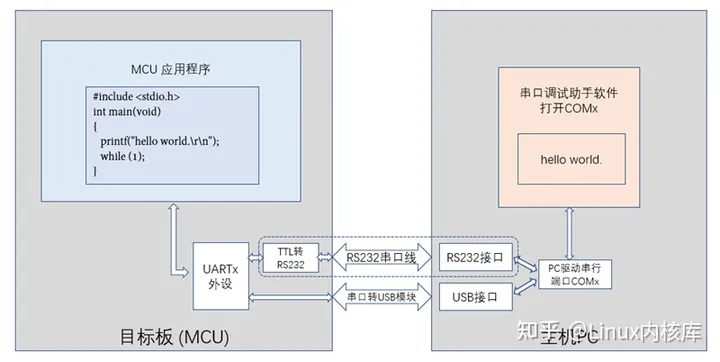 MCU 应用程序
#include <stdio.h>
int main(void)
{
printf("hello world.\r\n");
while (1);
}
串口调试助手软件
打开COMx
hello world.
UARTx
外设
TTL转
RS232
RS232串口线
RS232接口
串口转USB模块
USB接口
PC驱动串行
端口COMx
目标板 (MCU)
主机PC
知乎 @Linux内核库